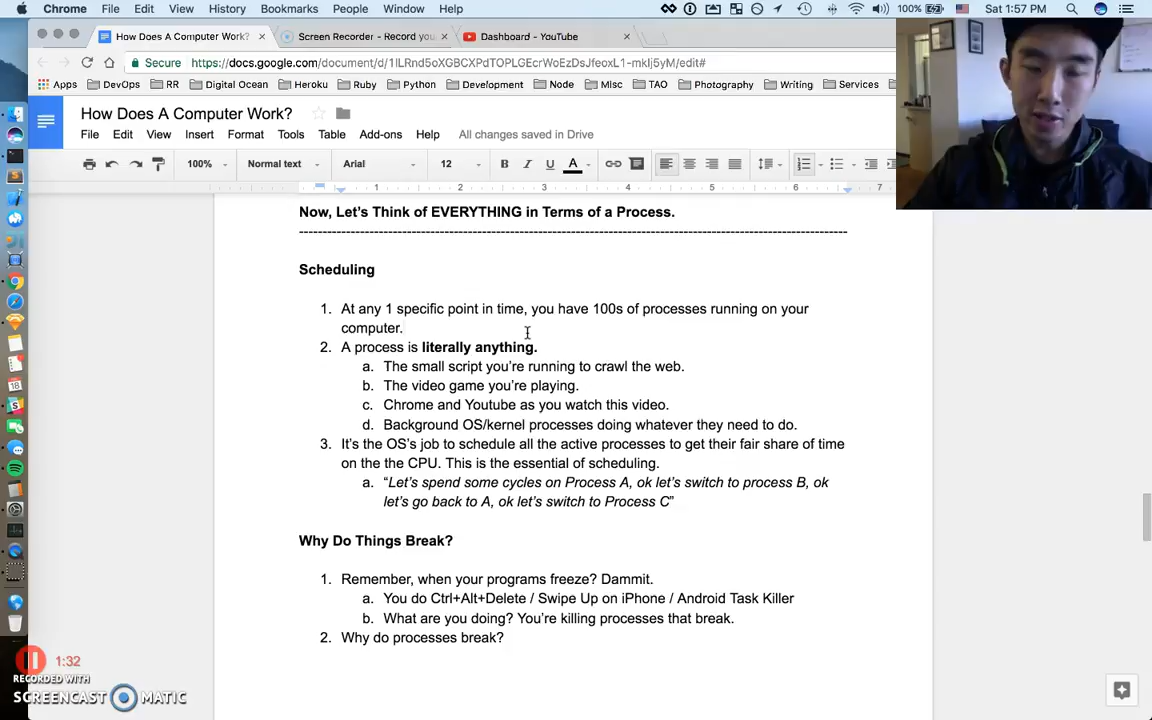 Chrome File Edit View History Bookmarks People Window Help 100% Sat 1:57 PM
How Does A Computer Work? × Screen Recorder - Record you × Dashboard - YouTube ×
Secure https://docs.google.com/document/d/1ILRnd5oXGBCXPdTOPLGEcrWoEzDsJfeoxL1-mkIj5yM/edit#
Apps DevOps RR Digital Ocean Heroku Ruby Python Development Node Misc TAO Photography Writing Services
How Does A Computer Work?
File Edit View Insert Format Tools Table Add-ons Help All changes saved in Drive
100% Normal text Arial 12 B I U A
1 2 3 4 5 6 7
Now, Let's Think of EVERYTHING in Terms of a Process.
Scheduling
1. At any 1 specific point in time, you have 100s of processes running on your
computer.
2. A process is literally anything.
a. The small script you're running to crawl the web.
b. The video game you're playing.
c. Chrome and Youtube as you watch this video.
d. Background OS/kernel processes doing whatever they need to do.
3. It's the OS's job to schedule all the active processes to get their fair share of time
on the the CPU. This is the essential of scheduling.
a. “Let's spend some cycles on Process A, ok let's switch to process B, ok
let's go back to A, ok let's switch to Process C”
Why Do Things Break?
1. Remember, when your programs freeze? Dammit.
a. You do Ctrl+Alt+Delete / Swipe Up on iPhone / Android Task Killer
b. What are you doing? You're killing processes that break.
2. Why do processes break?
1:32
RECORDED WITH
SCREENCAST MATIC